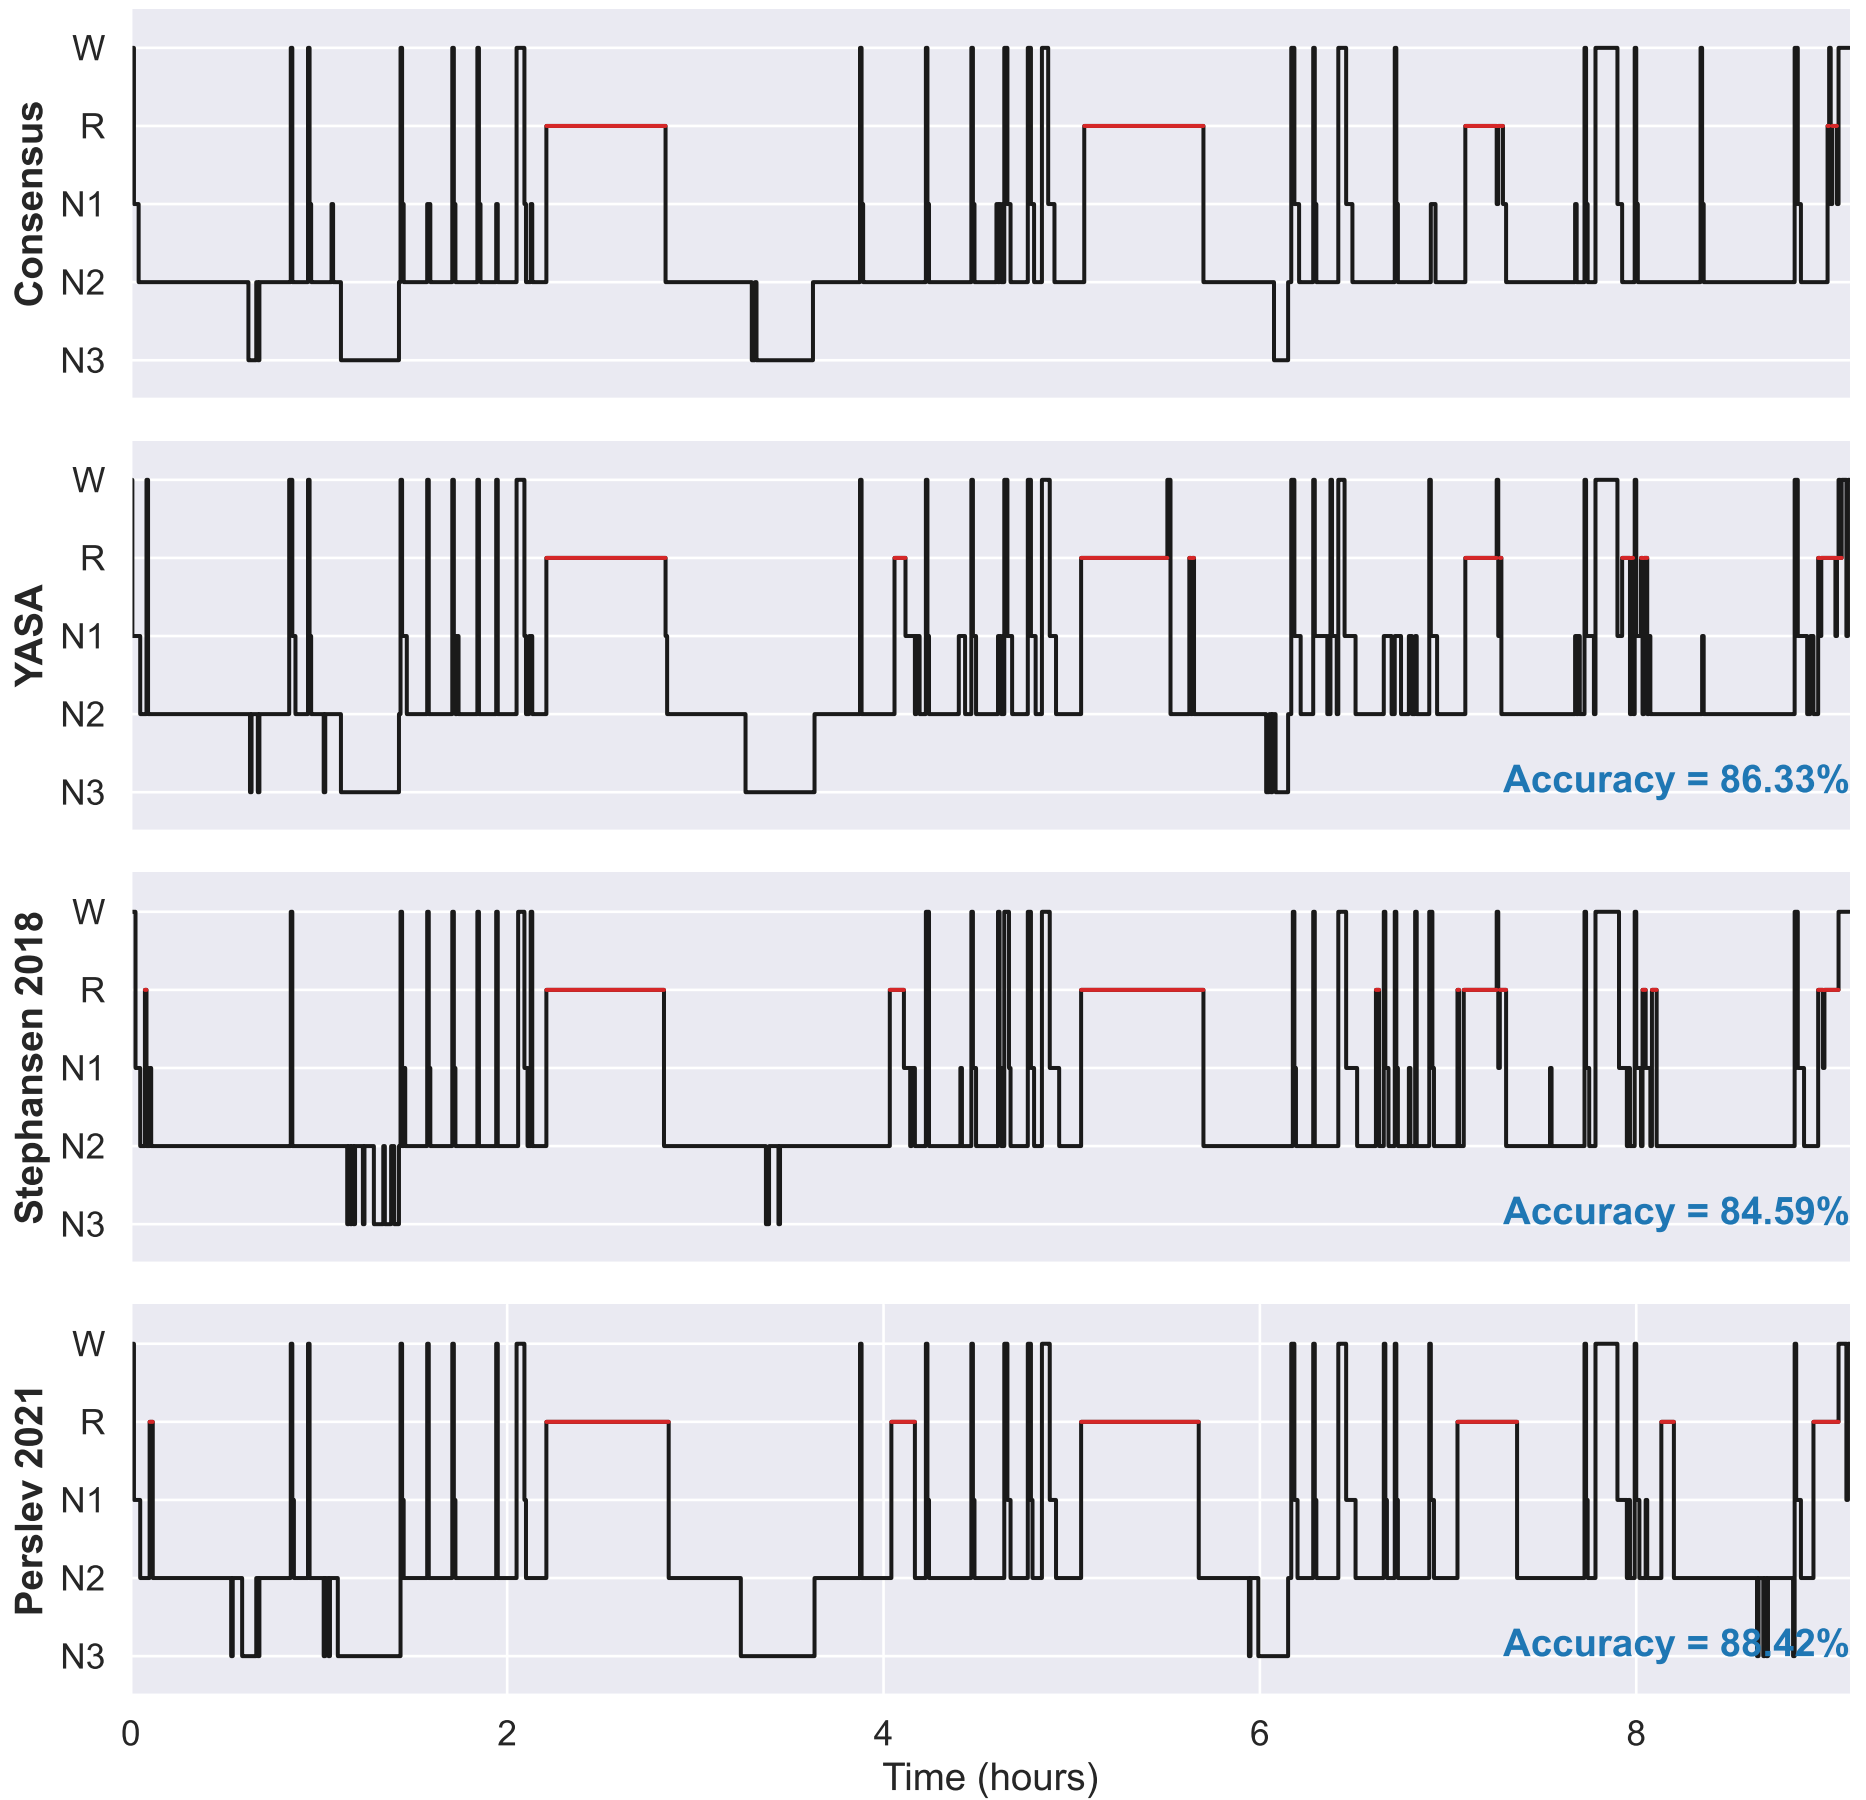 Consensus
W
R
N1
N2
N3
YASA
W
R
N1
N2
N3
Accuracy = 86.33%
Stephansen 2018
W
R
N1
N2
N3
Accuracy = 84.59%
Perslev 2021
W
R
N1
N2
N3
Accuracy = 88.42%
0 2 4 6 8
Time (hours)